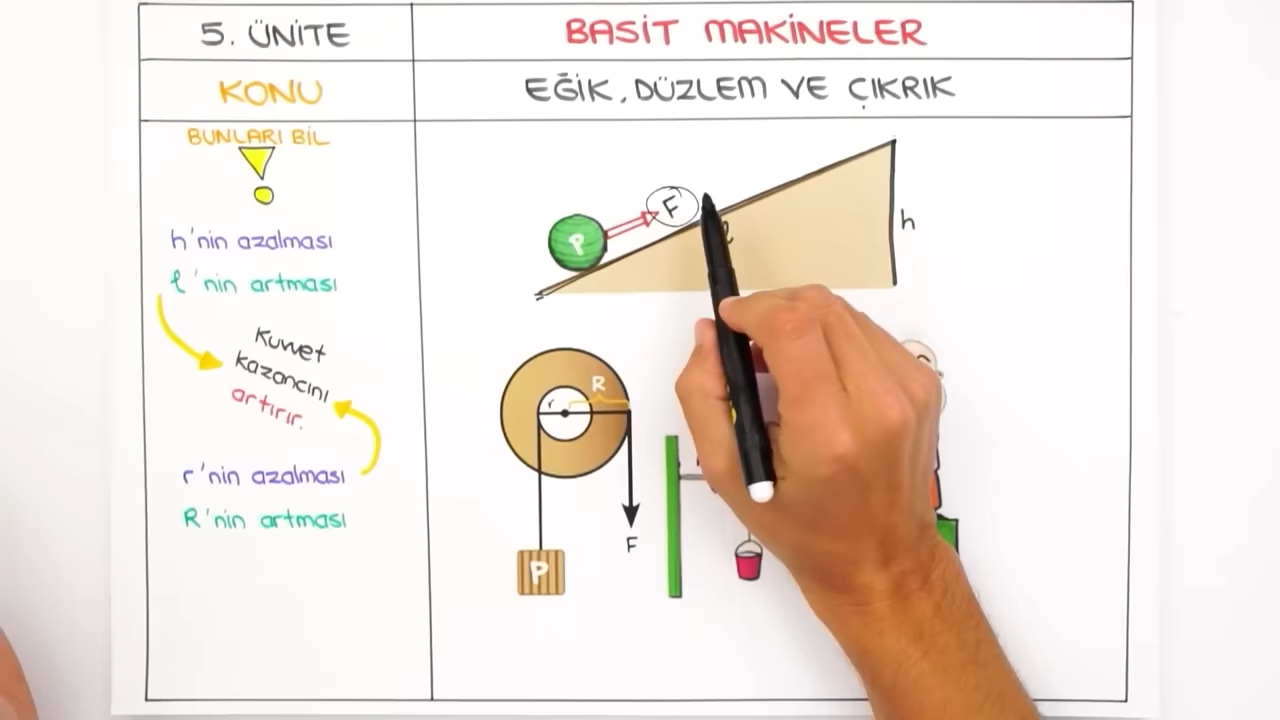 5. ÜNİTE
BASİT MAKİNELER
KONU
EĞİK, DÜZLEM VE ÇIKRIK
BUNLARI BİL
!
h'nin azalması
l'nin artması
Kuvvet
kazancını
artırır.
r'nin azalması
R'nin artması
P
F
l
h
R
r
F
P